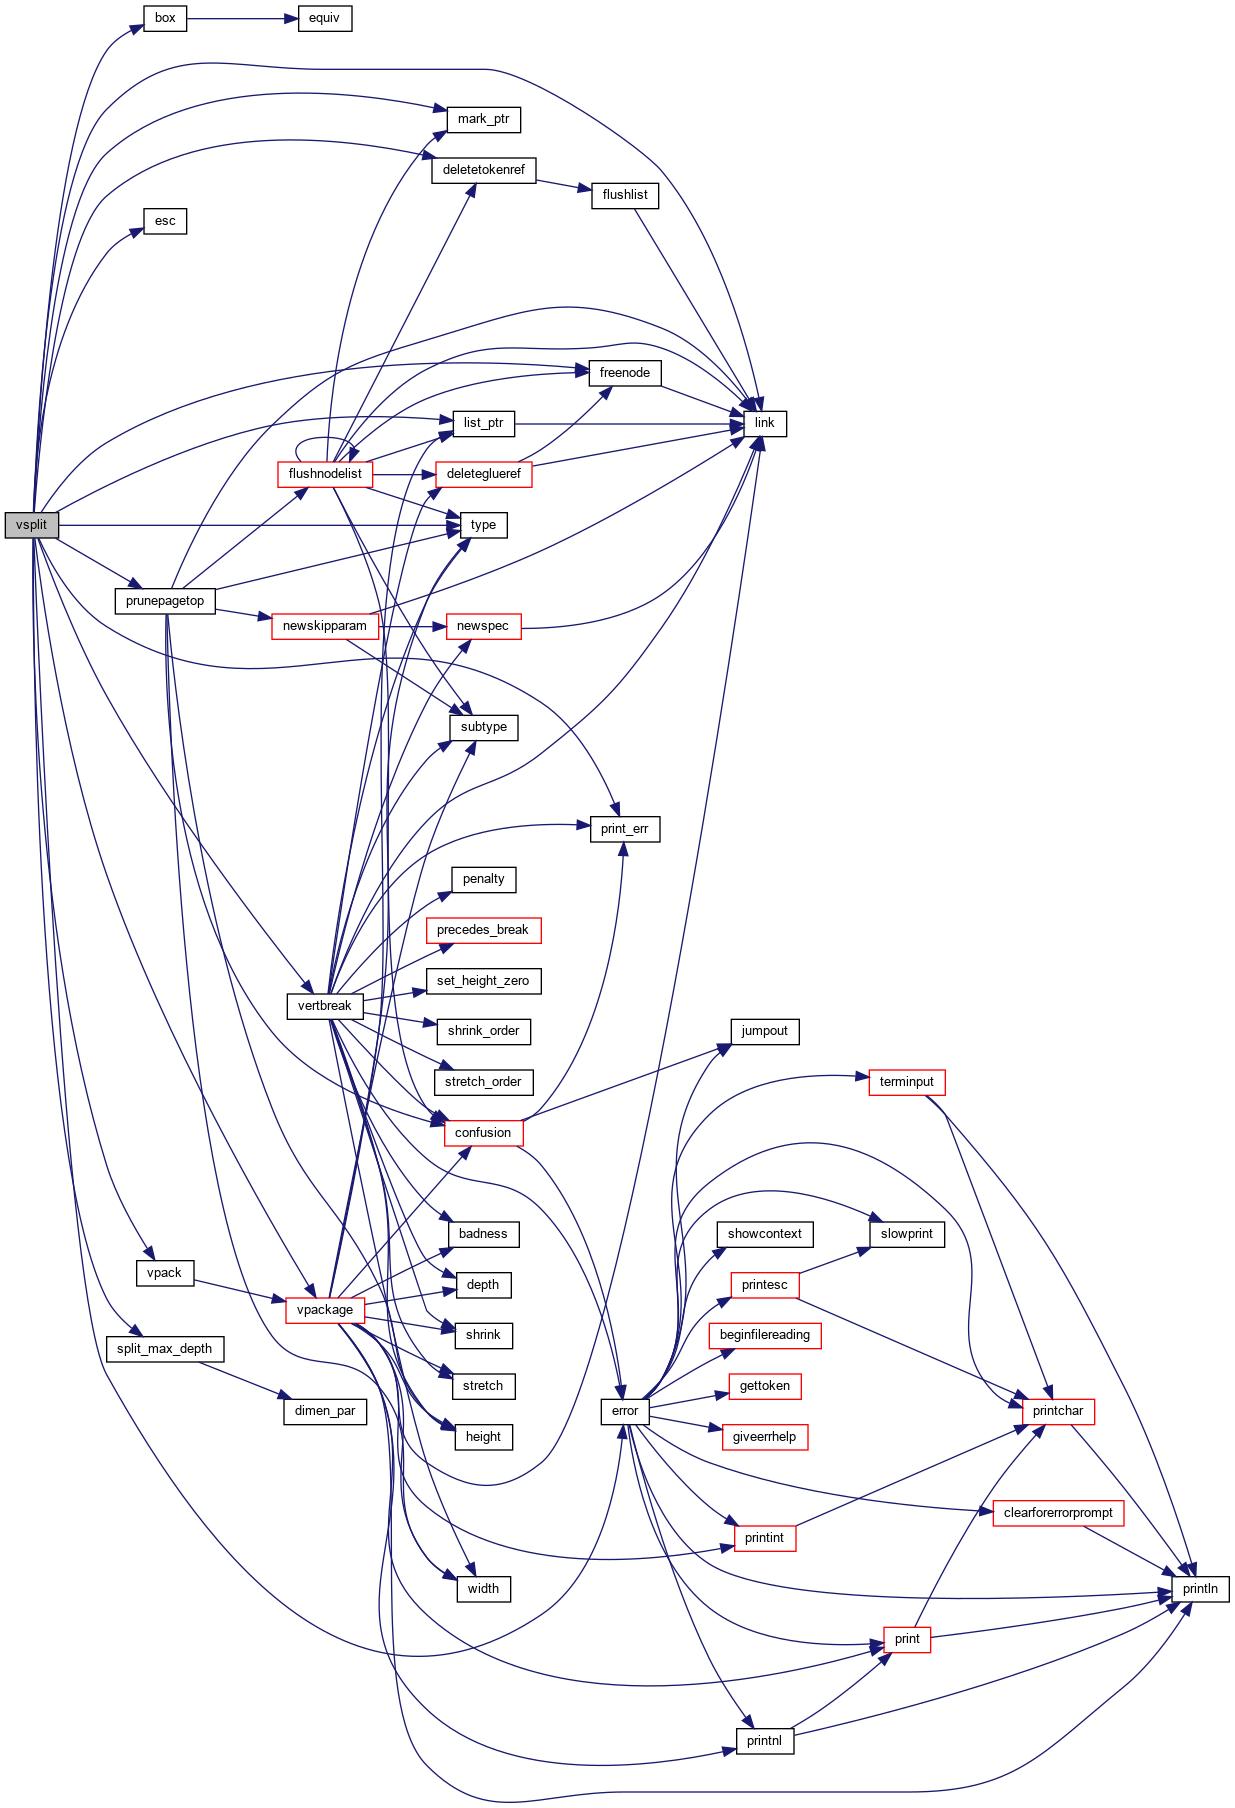 box
equiv
mark_ptr
deletetokenref
flushlist
esc
freenode
list_ptr
link
flushnodelist
deleteglueref
vsplit
type
prunepagetop
newskipparam
newspec
subtype
print_err
penalty
precedes_break
set_height_zero
vertbreak
shrink_order
jumpout
stretch_order
terminput
confusion
badness
showcontext
slowprint
vpack
depth
printesc
vpackage
shrink
beginfilereading
split_max_depth
stretch
gettoken
dimen_par
error
printchar
height
giveerrhelp
clearforerrorprompt
printint
width
println
print
printnl